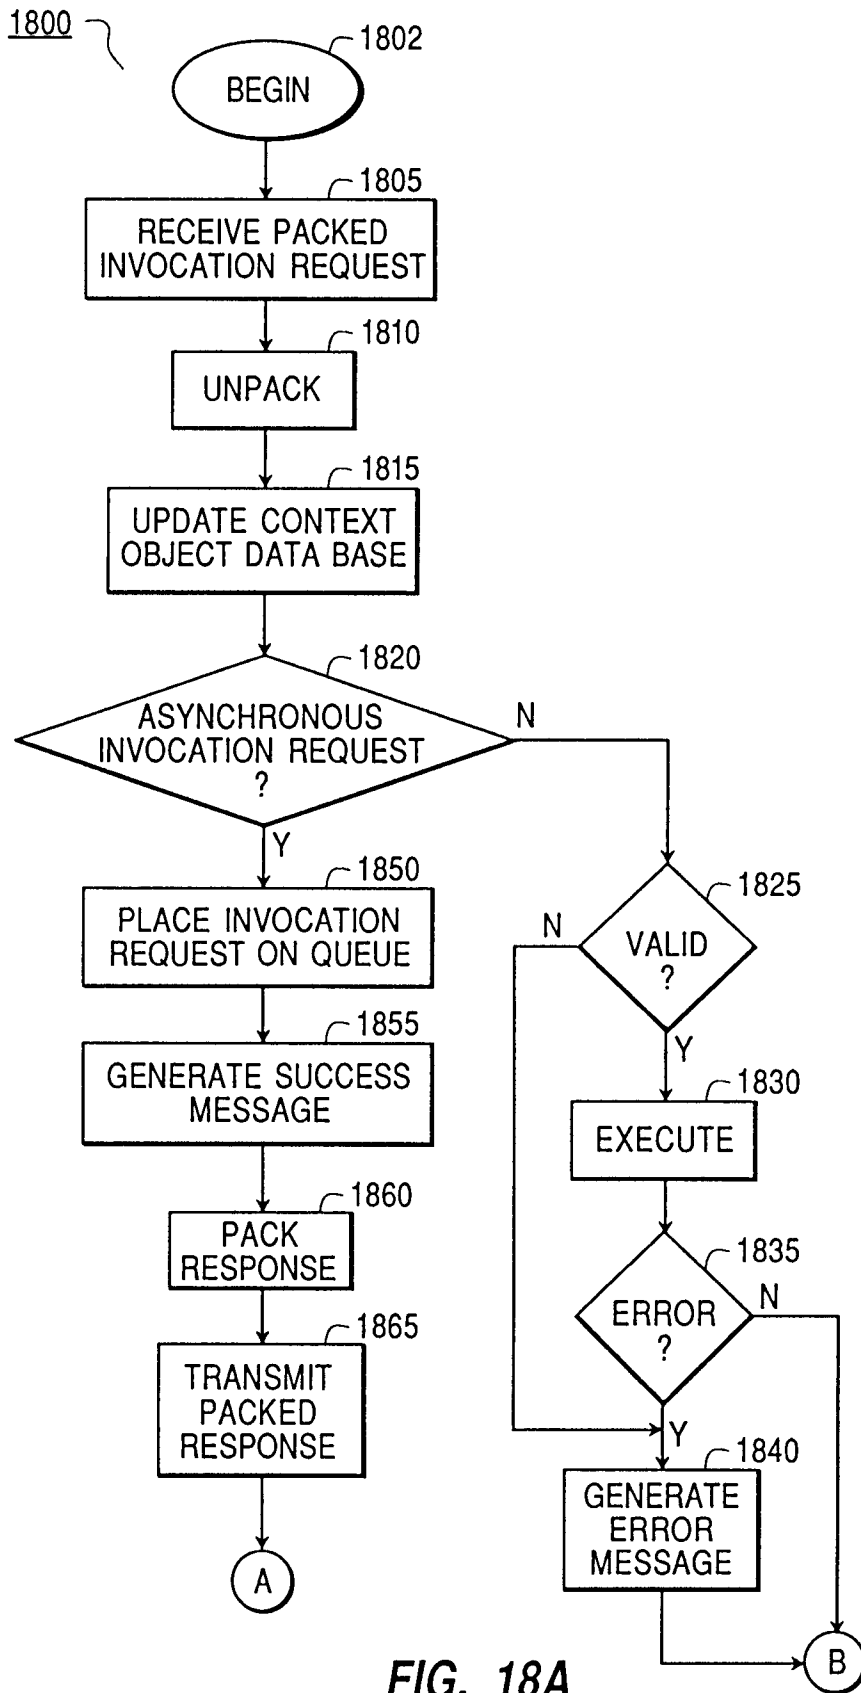 1800
1802
BEGIN
1805
RECEIVE PACKED
INVOCATION REQUEST
1810
UNPACK
1815
UPDATE CONTEXT
OBJECT DATA BASE
1820
ASYNCHRONOUS
INVOCATION REQUEST
?
N
Y
1850
PLACE INVOCATION
REQUEST ON QUEUE
1855
GENERATE SUCCESS
MESSAGE
1860
PACK
RESPONSE
1865
TRANSMIT
PACKED
RESPONSE
A
1825
VALID
?
N
Y
1830
EXECUTE
1835
ERROR
?
N
Y
1840
GENERATE
ERROR
MESSAGE
B
FIG. 18A